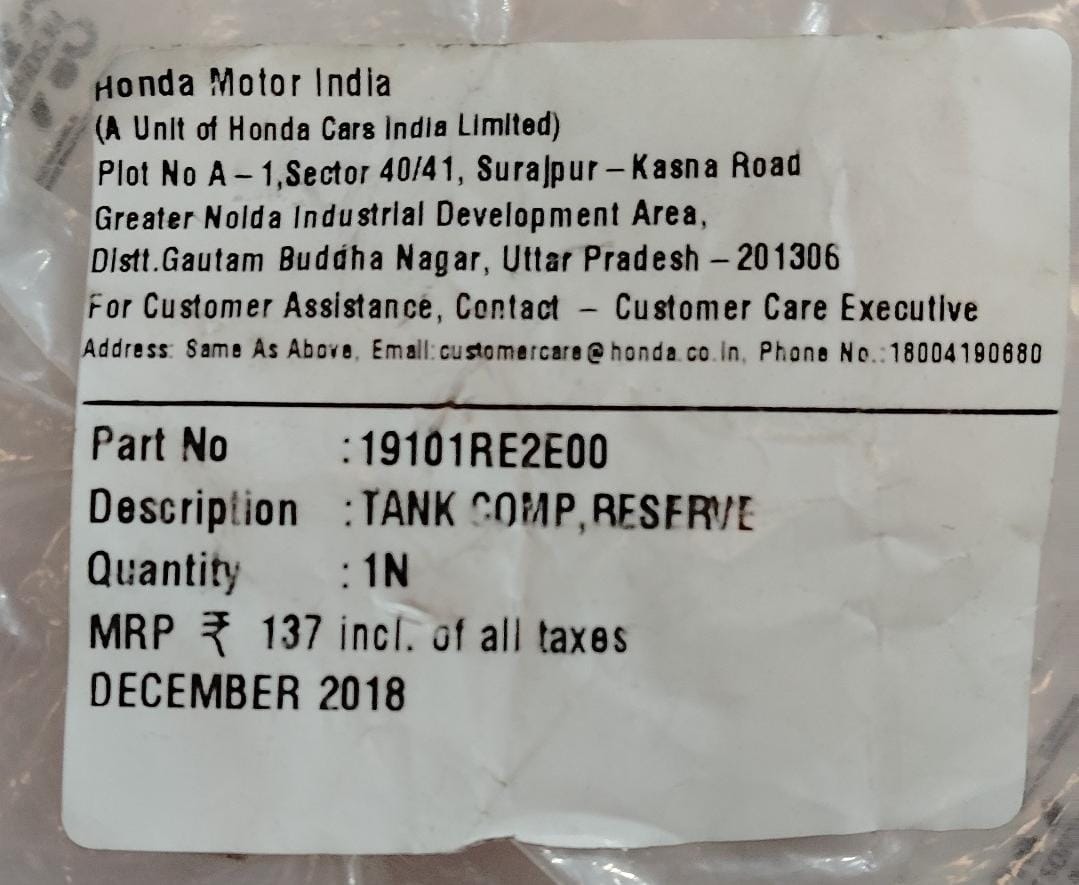 Honda Motor India
(A Unit of Honda Cars India Limited)
Plot No A – 1,Sector 40/41, Surajpur – Kasna Road
Greater Noida Industrial Development Area,
Distt.Gautam Buddha Nagar, Uttar Pradesh – 201306
For Customer Assistance, Contact – Customer Care Executive
Address: Same As Above, Email:customercare@honda.co.in, Phone No.:18004190680
Part No :19101RE2E00
Description :TANK COMP,RESERVE
Quantity : 1N
MRP ₹ 137 incl. of all taxes
DECEMBER 2018